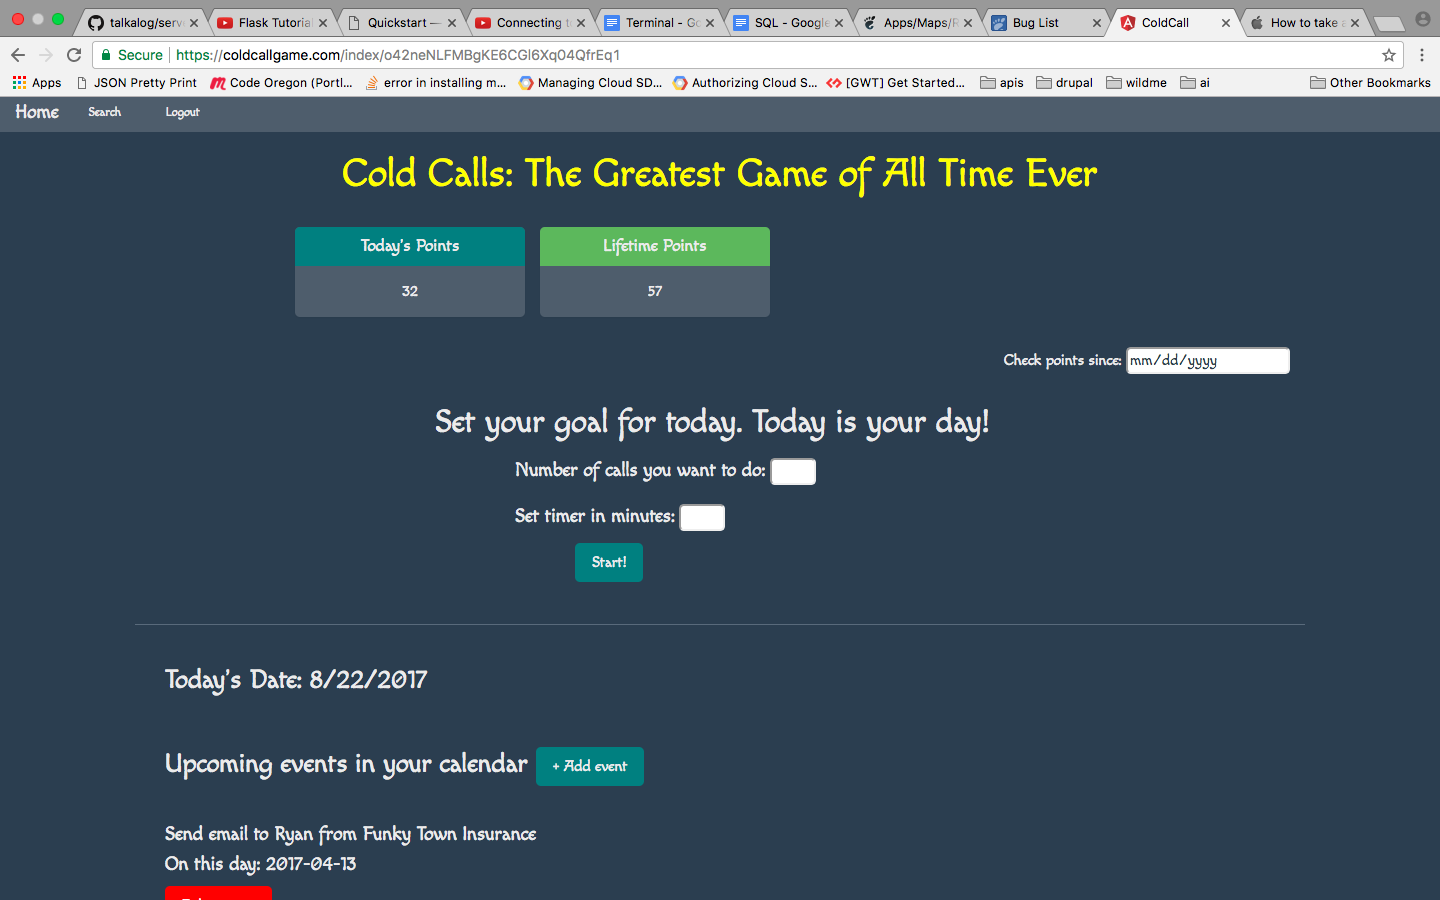 talkalog/serve
Flask Tutorial
Quickstart —
Connecting to
Terminal - Go
SQL - Google
Apps/Maps/R
Bug List
ColdCall
How to take a
Secure https://coldcallgame.com/index/o42neNLFMBgKE6CGl6Xq04QfrEq1
Apps JSON Pretty Print Code Oregon (Portl... error in installing m... Managing Cloud SD... Authorizing Cloud S... [GWT] Get Started... apis drupal wildme ai Other Bookmarks
Home Search Logout
Cold Calls: The Greatest Game of All Time Ever
Today's Points Lifetime Points
32 57
Check points since: mm/dd/yyyy
Set your goal for today. Today is your day!
Number of calls you want to do:
Set timer in minutes:
Start!
Today's Date: 8/22/2017
Upcoming events in your calendar + Add event
Send email to Ryan from Funky Town Insurance
On this day: 2017-04-13